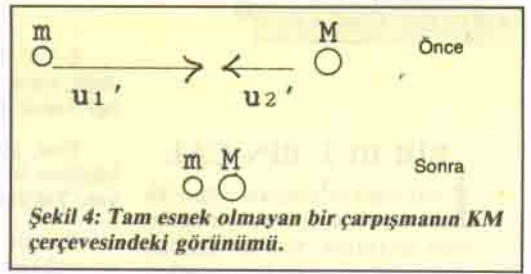 m M Önce
u₁′ u₂′
m M Sonra
Şekil 4: Tam esnek olmayan bir çarpışmanın KM
çerçevesindeki görünümü.